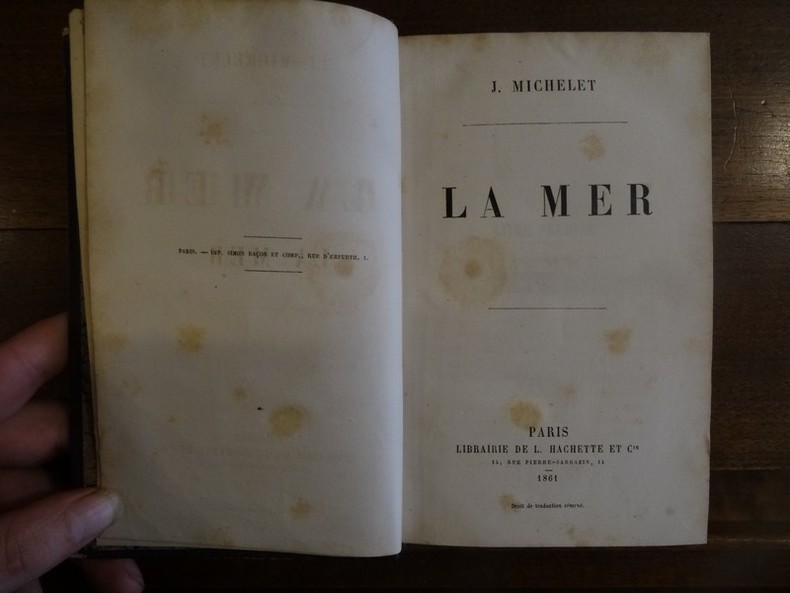 PARIS. — IMP. SIMON RAÇON ET COMP., RUE D'ERFURTH, 1.
J. MICHELET
LA MER
PARIS
LIBRAIRIE DE L. HACHETTE ET Cie
14, RUE PIERRE-SARRAZIN, 14
1861
Droit de traduction réservé.